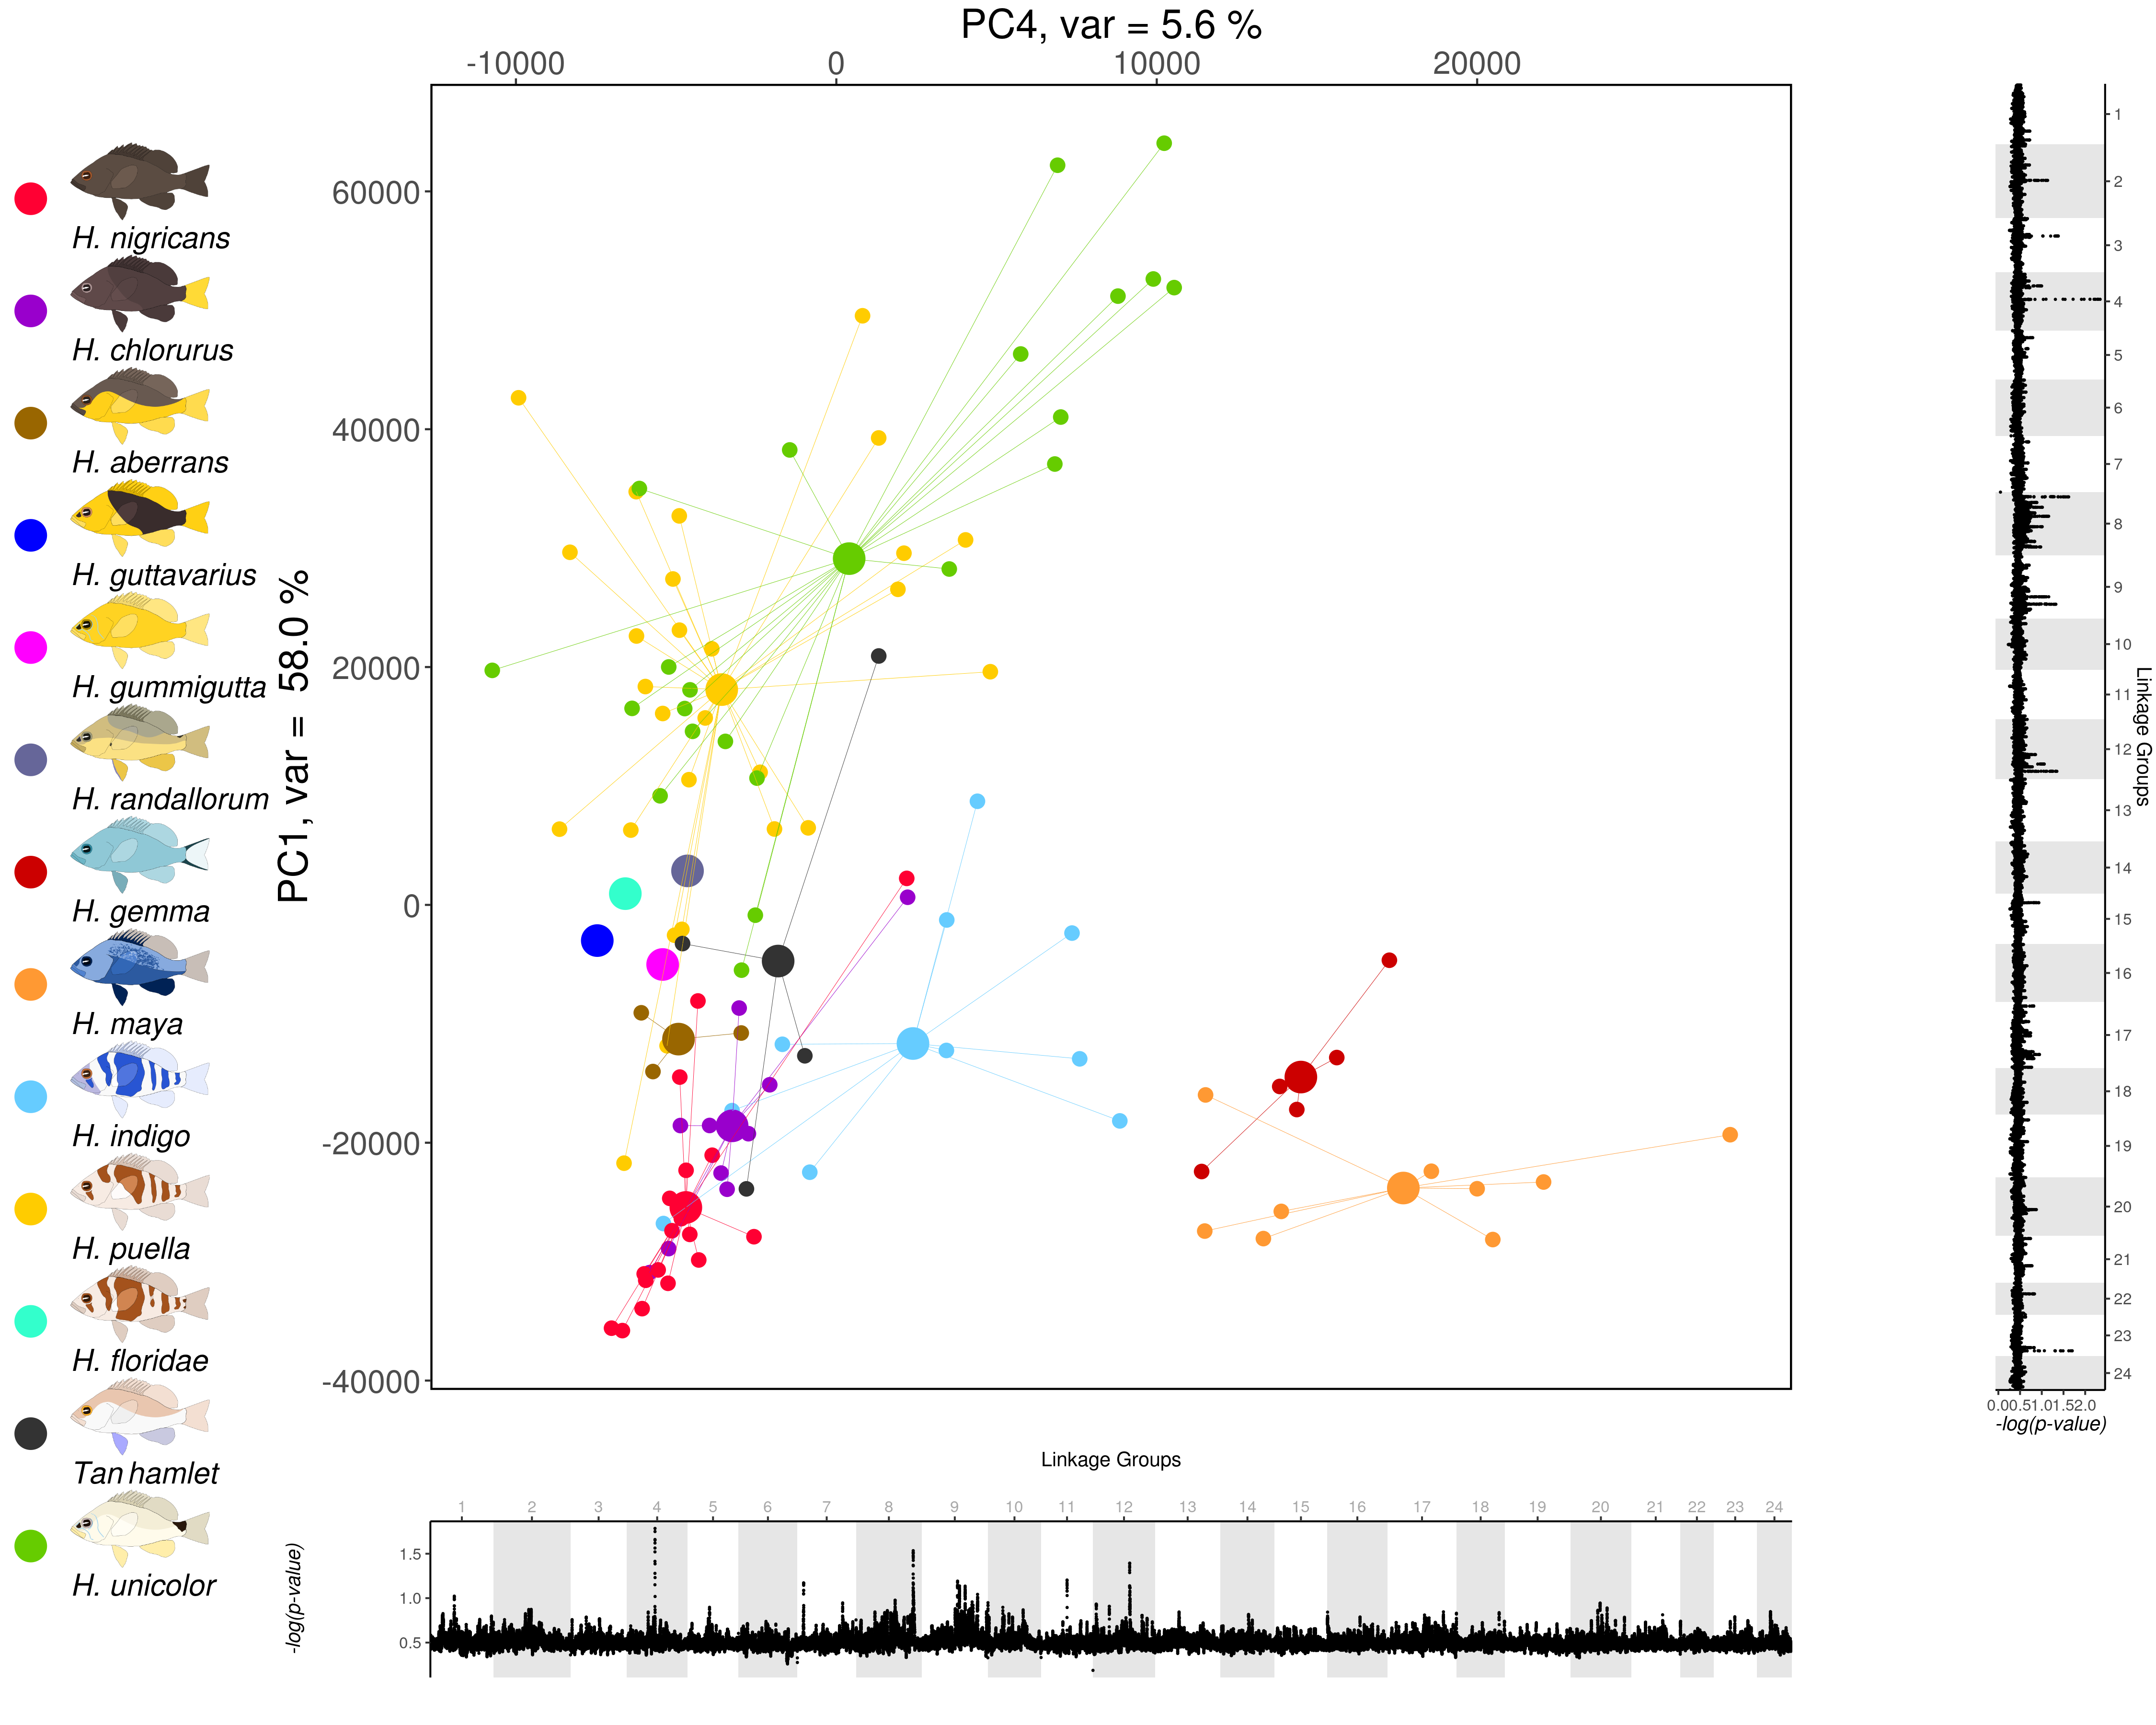 PC4, var = 5.6 %
-10000 0 10000 20000
60000
40000
20000
0
-20000
-40000
PC1, var = 58.0 %
H. nigricans
H. chlorurus
H. aberrans
H. guttavarius
H. gummigutta
H. randallorum
H. gemma
H. maya
H. indigo
H. puella
H. floridae
Tan hamlet
H. unicolor
1
2
3
4
5
6
7
8
9
10
11
12
13
14
15
16
17
18
19
20
21
22
23
24
Linkage Groups
0.00.51.01.52.0
-log(p-value)
Linkage Groups
1 2 3 4 5 6 7 8 9 10 11 12 13 14 15 16 17 18 19 20 21 22 23 24
1.5
1.0
0.5
-log(p-value)